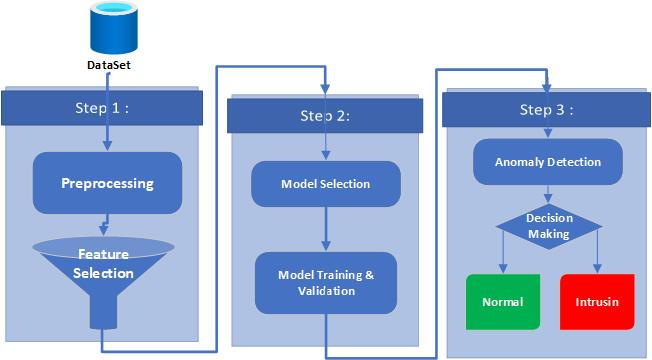 DataSet
Step 1 :
Preprocessing
Feature
Selection
Step 2:
Model Selection
Model Training &
Validation
Step 3 :
Anomaly Detection
Decision
Making
Normal
Intrusin